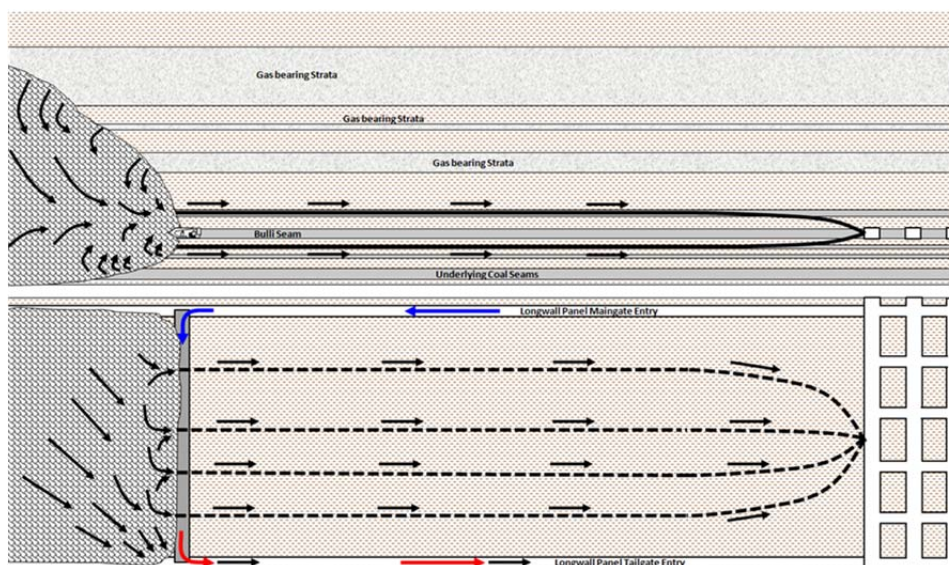 Gas bearing Strata
Gas bearing Strata
Gas bearing Strata
Bulli Seam
Underlying Coal Seams
Longwall Panel Maingate Entry
Longwall Panel Tailgate Entry